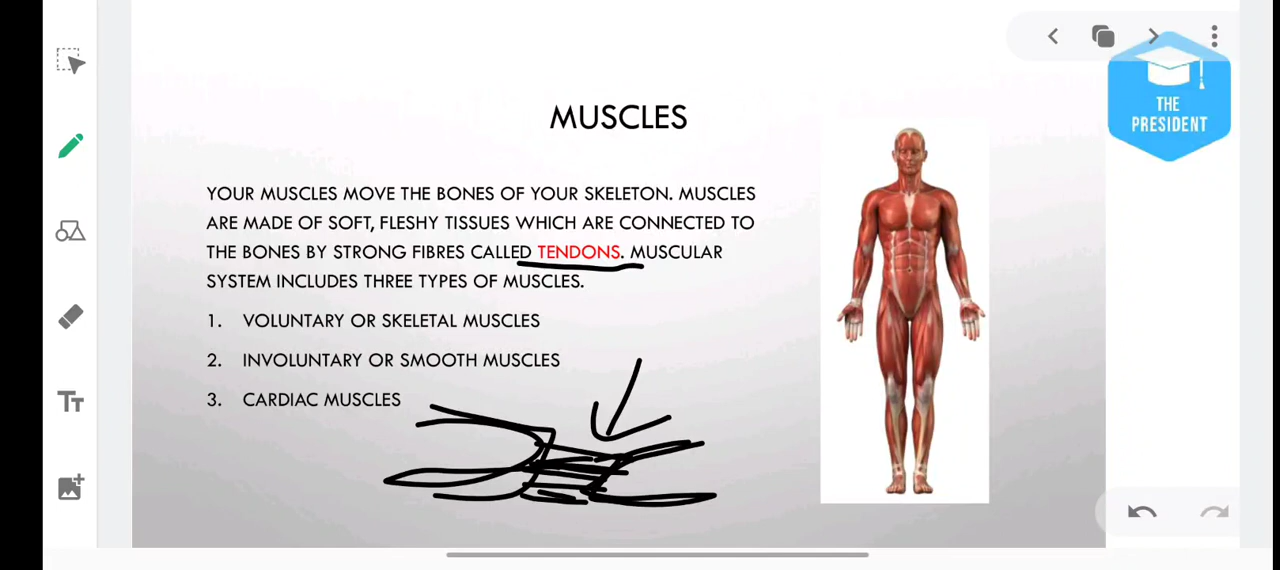 THE
PRESIDENT
MUSCLES
YOUR MUSCLES MOVE THE BONES OF YOUR SKELETON. MUSCLES
ARE MADE OF SOFT, FLESHY TISSUES WHICH ARE CONNECTED TO
THE BONES BY STRONG FIBRES CALLED TENDONS. MUSCULAR
SYSTEM INCLUDES THREE TYPES OF MUSCLES.
1. VOLUNTARY OR SKELETAL MUSCLES
2. INVOLUNTARY OR SMOOTH MUSCLES
3. CARDIAC MUSCLES
TT